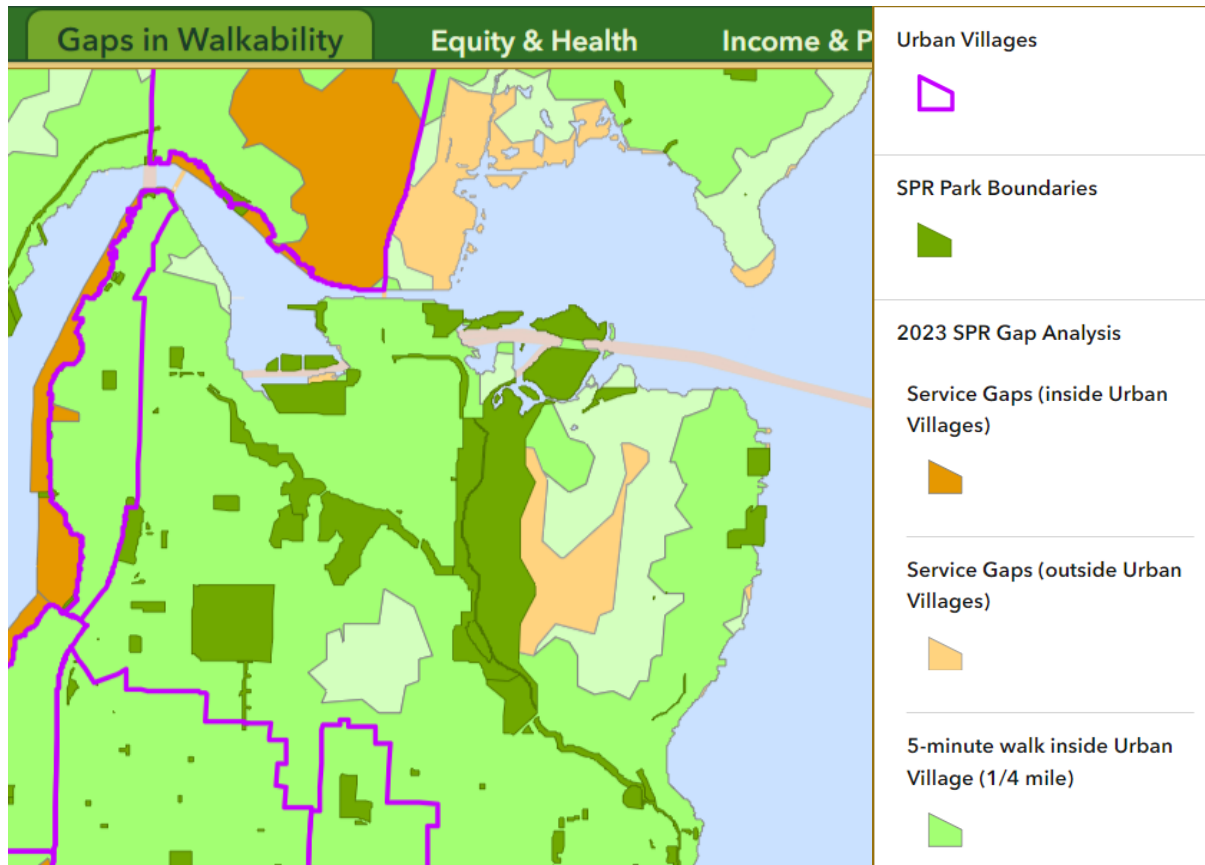 Gaps in Walkability Equity & Health Income & P
Urban Villages
SPR Park Boundaries
2023 SPR Gap Analysis
Service Gaps (inside Urban
Villages)
Service Gaps (outside Urban
Villages)
5-minute walk inside Urban
Village (1/4 mile)